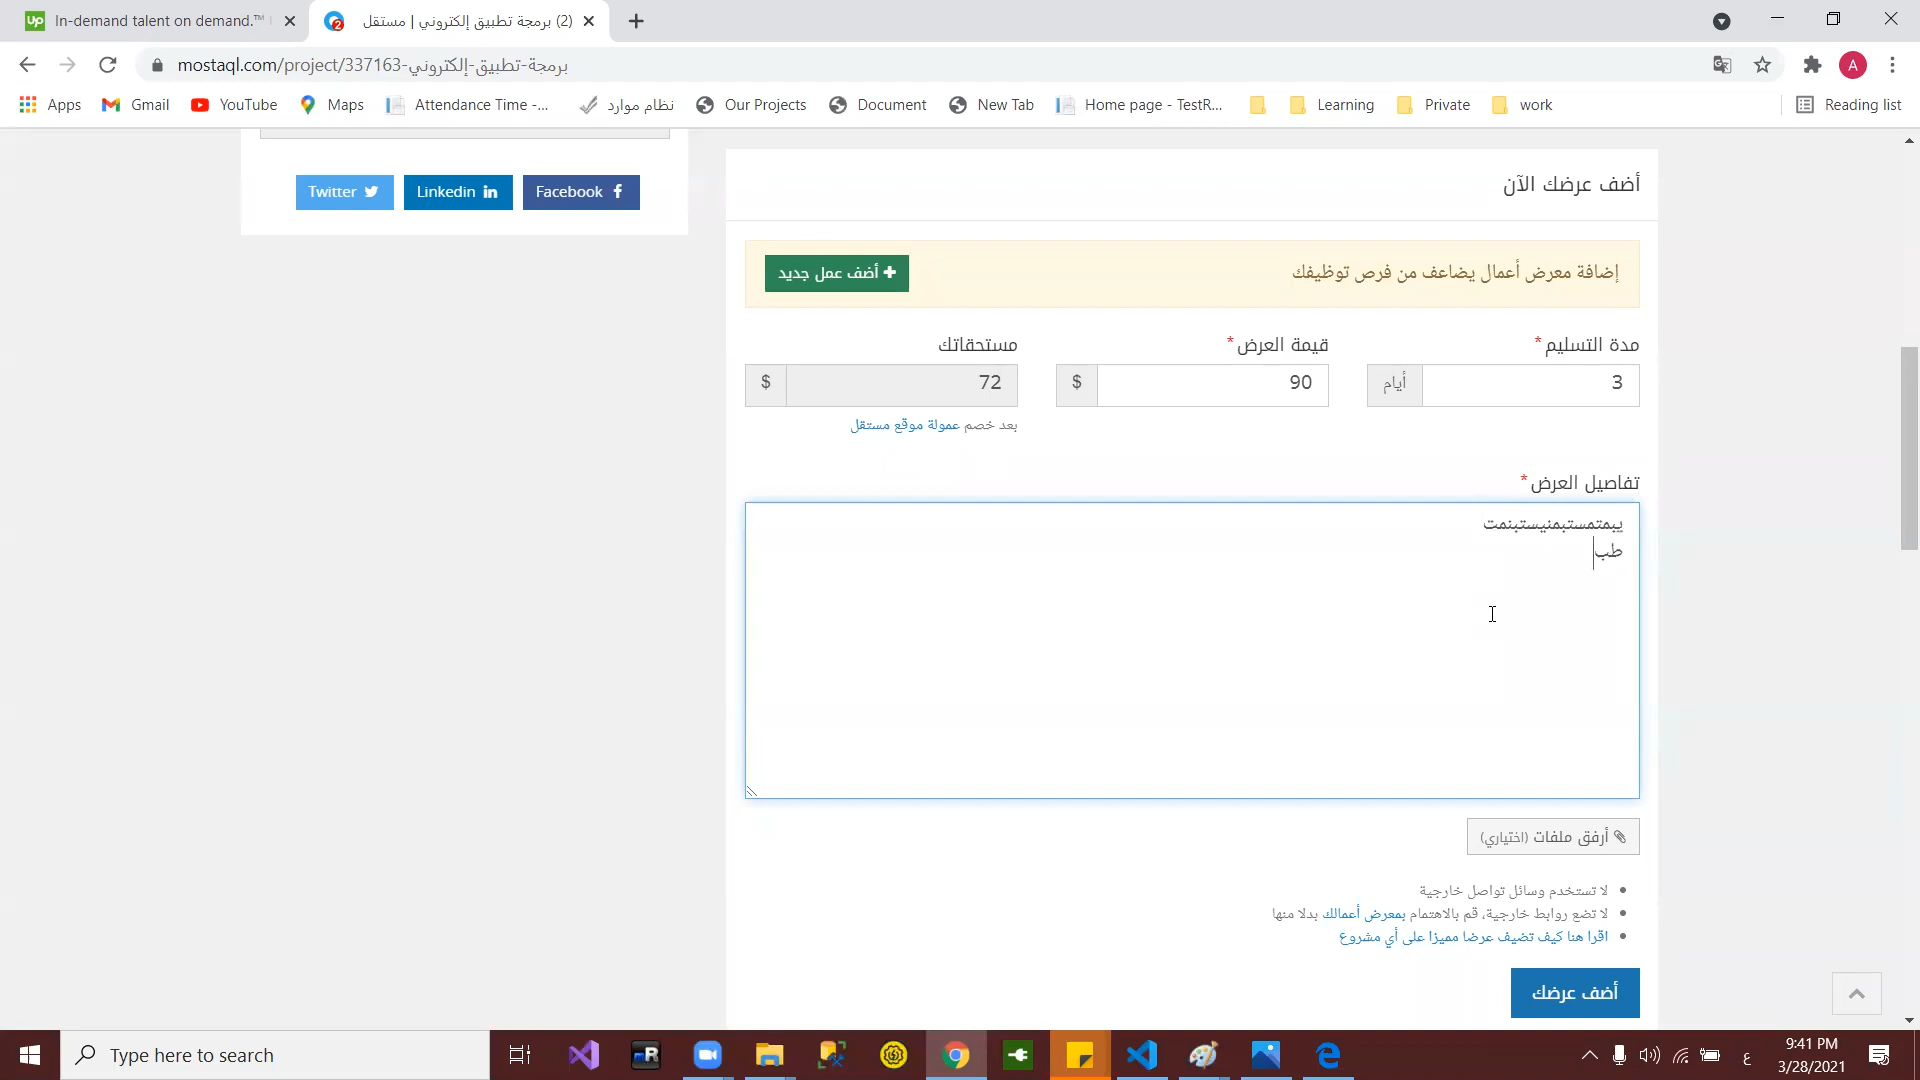 In-demand talent on demand.™
(2) برمجة تطبيق إلكتروني | مستقل
mostaql.com/project/337163-برمجة-تطبيق-إلكتروني
A
Apps
Gmail
YouTube
Maps
Attendance Time -...
نظام موارد
Our Projects
Document
New Tab
Home page - TestR...
Learning
Private
work
Reading list
Twitter
Linkedin
Facebook
أضف عرضك الآن
إضافة معرض أعمال يضاعف من فرص توظيفك
أضف عمل جديد
مدة التسليم *
قيمة العرض *
مستحقاتك
3 أيام
90 $
72 $
بعد خصم عمولة موقع مستقل
تفاصيل العرض *
يبمتمستبمنيستبنمت
طب
أرفق ملفات (اختياري)
لا تستخدم وسائل تواصل خارجية
لا تضع روابط خارجية، قم بالاهتمام بمعرض أعمالك بدلا منها
اقرا هنا كيف تضيف عرضا مميزا على أي مشروع
أضف عرضك
Type here to search
ع
9:41 PM
3/28/2021